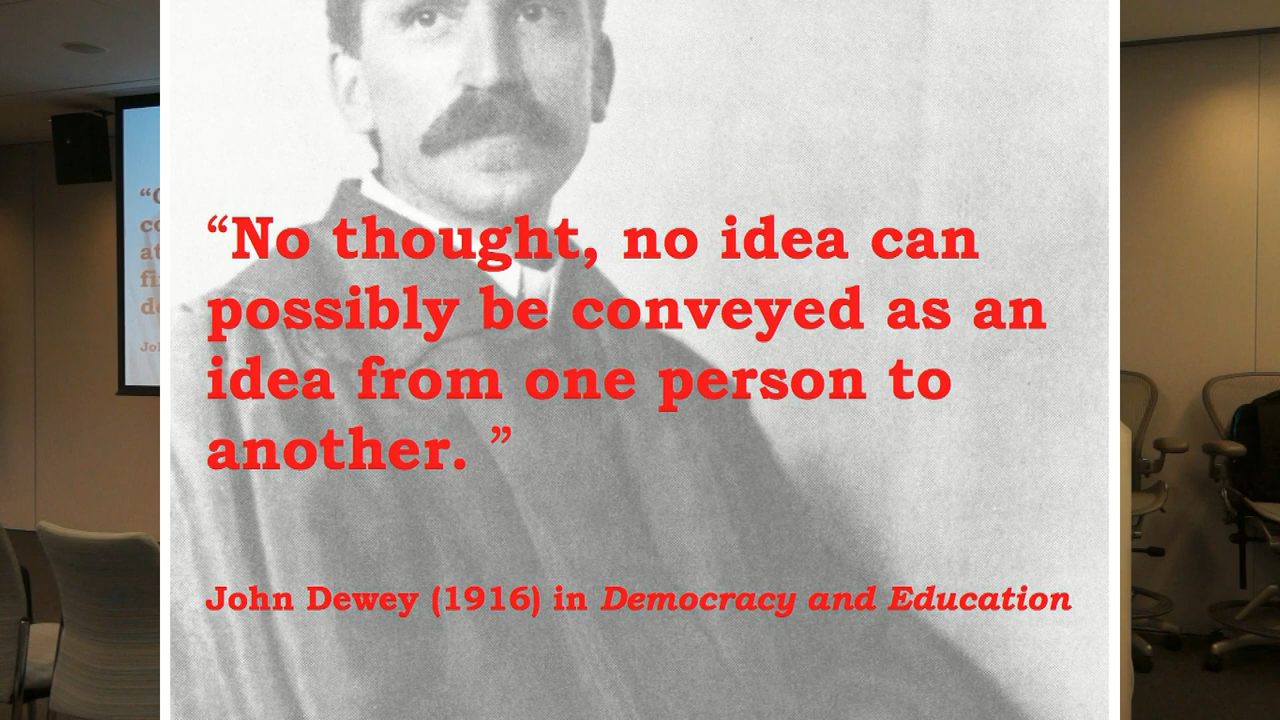 “No thought, no idea can
possibly be conveyed as an
idea from one person to
another. ”
John Dewey (1916) in Democracy and Education